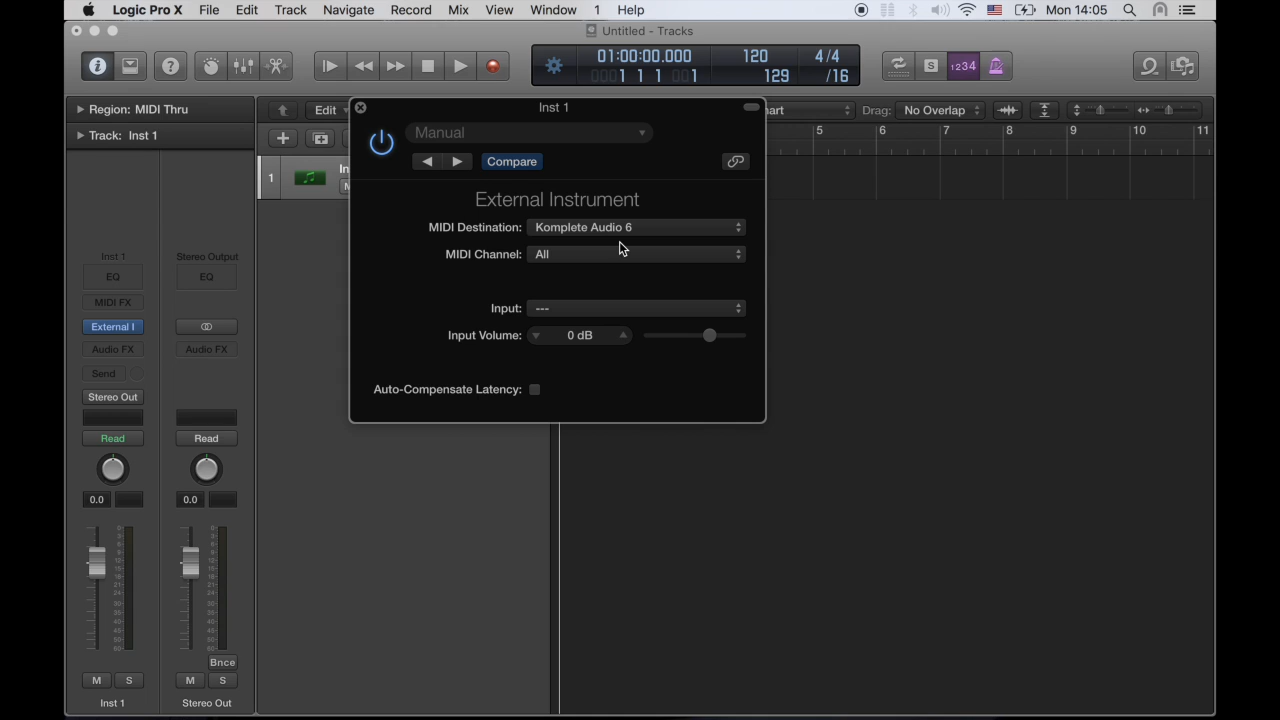 Logic Pro X File Edit Track Navigate Record Mix View Window 1 Help Mon 14:05
Untitled - Tracks
01:00:00.000 120 4/4
0001 1 1 001 129 /16
S 1234
Region: MIDI Thru
Track: Inst 1
Edit
Drag: No Overlap
5 6 7 8 9 10 11
1
M
Inst 1
Manual
Compare
External Instrument
MIDI Destination: Komplete Audio 6
MIDI Channel: All
Input: ---
Input Volume: 0 dB
Auto-Compensate Latency:
Inst 1 Stereo Output
EQ EQ
MIDI FX
External I
Audio FX Audio FX
Send
Stereo Out
Read Read
0.0 0.0
Bnce
M S M S
Inst 1 Stereo Out